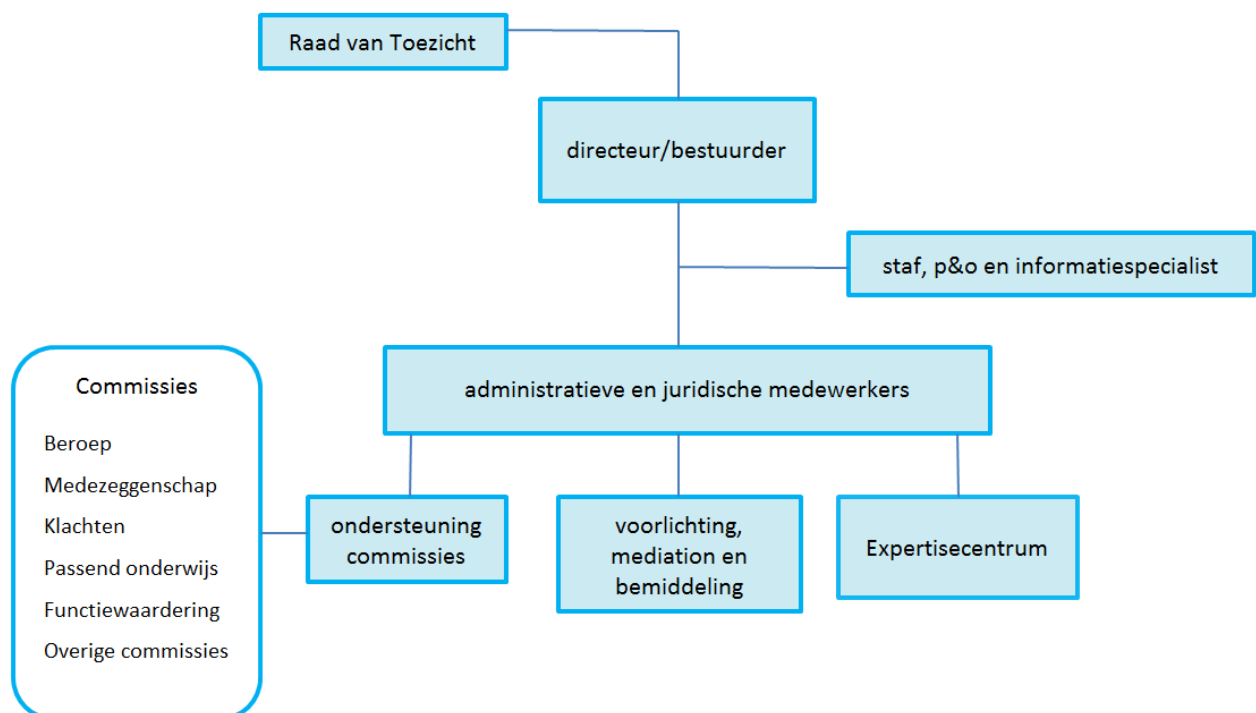 Raad van Toezicht
directeur/bestuurder
staf, p&o en informatiespecialist
administratieve en juridische medewerkers
Commissies
Beroep
Medezeggenschap
Klachten
Passend onderwijs
Functiewaardering
Overige commissies
ondersteuning
commissies
voorlichting,
mediation en
bemiddeling
Expertisecentrum